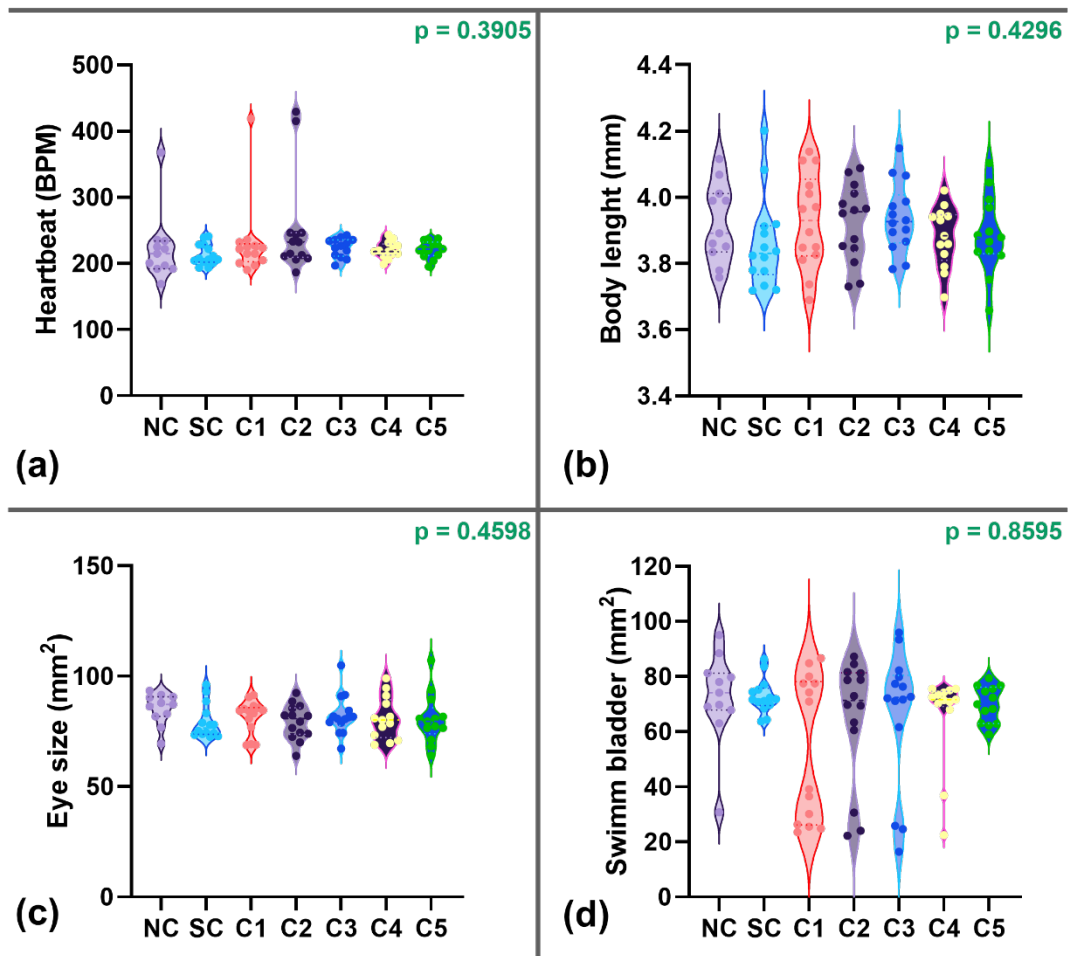 p = 0.3905
Heartbeat (BPM)
500
400
300
200
100
0
NC SC C1 C2 C3 C4 C5
(a)
p = 0.4296
Body lenght (mm)
4.4
4.2
4.0
3.8
3.6
3.4
NC SC C1 C2 C3 C4 C5
(b)
p = 0.4598
Eye size (mm²)
150
100
50
0
NC SC C1 C2 C3 C4 C5
(c)
p = 0.8595
Swimm bladder (mm²)
120
100
80
60
40
20
0
NC SC C1 C2 C3 C4 C5
(d)